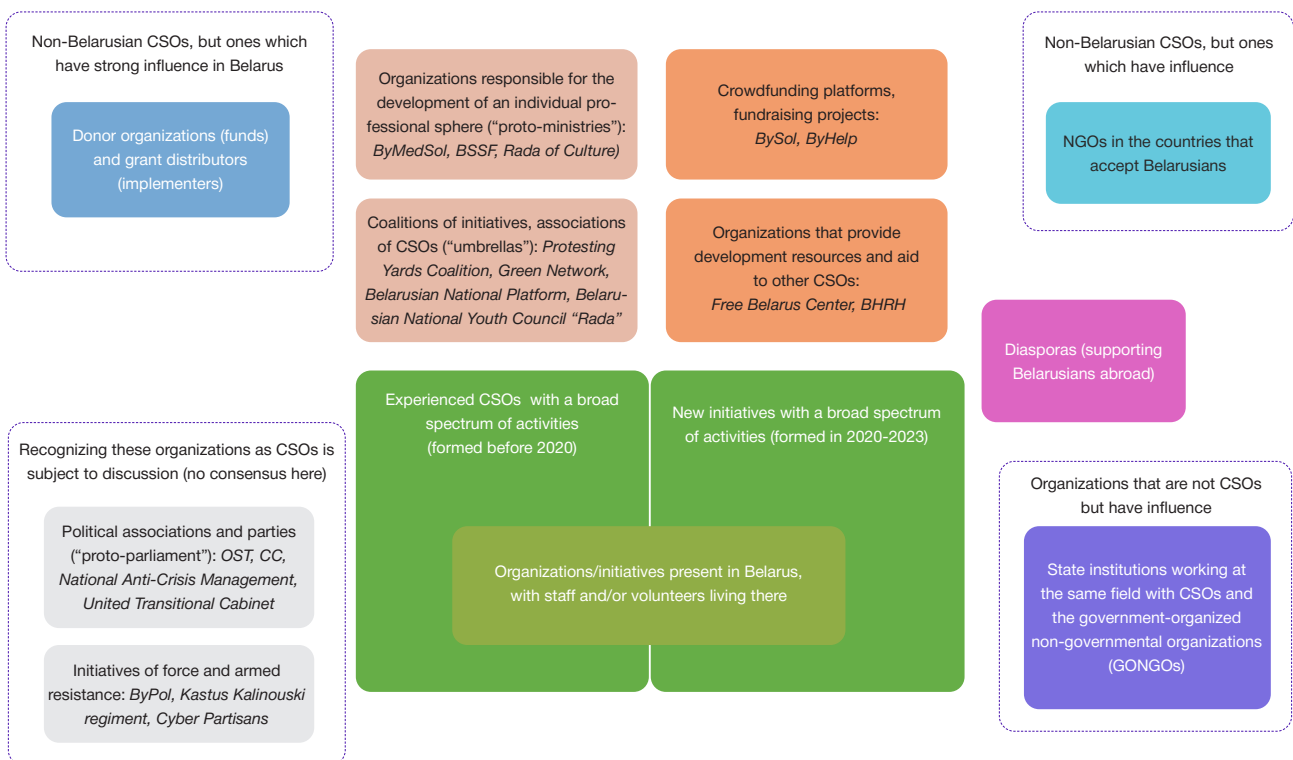 Non-Belarusian CSOs, but ones which
have strong influence in Belarus
Donor organizations (funds)
and grant distributors
(implementers)
Organizations responsible for the
development of an individual pro-
fessional sphere (“proto-ministries”):
ByMedSol, BSSF, Rada of Culture)
Crowdfunding platforms,
fundraising projects:
BySol, ByHelp
Non-Belarusian CSOs, but ones
which have influence
NGOs in the countries that
accept Belarusians
Coalitions of initiatives, associations
of CSOs (“umbrellas”): Protesting
Yards Coalition, Green Network,
Belarusian National Platform, Belaru-
sian National Youth Council “Rada”
Organizations that provide
development resources and aid
to other CSOs:
Free Belarus Center, BHRH
Diasporas (supporting
Belarusians abroad)
Experienced CSOs with a broad
spectrum of activities
(formed before 2020)
New initiatives with a broad spectrum
of activities (formed in 2020-2023)
Organizations/initiatives present in Belarus,
with staff and/or volunteers living there
Recognizing these organizations as CSOs is
subject to discussion (no consensus here)
Political associations and parties
(“proto-parliament”): OST, CC,
National Anti-Crisis Management,
United Transitional Cabinet
Initiatives of force and armed
resistance: ByPol, Kastus Kalinouski
regiment, Cyber Partisans
Organizations that are not CSOs
but have influence
State institutions working at
the same field with CSOs and
the government-organized
non-governmental organizations
(GONGOs)